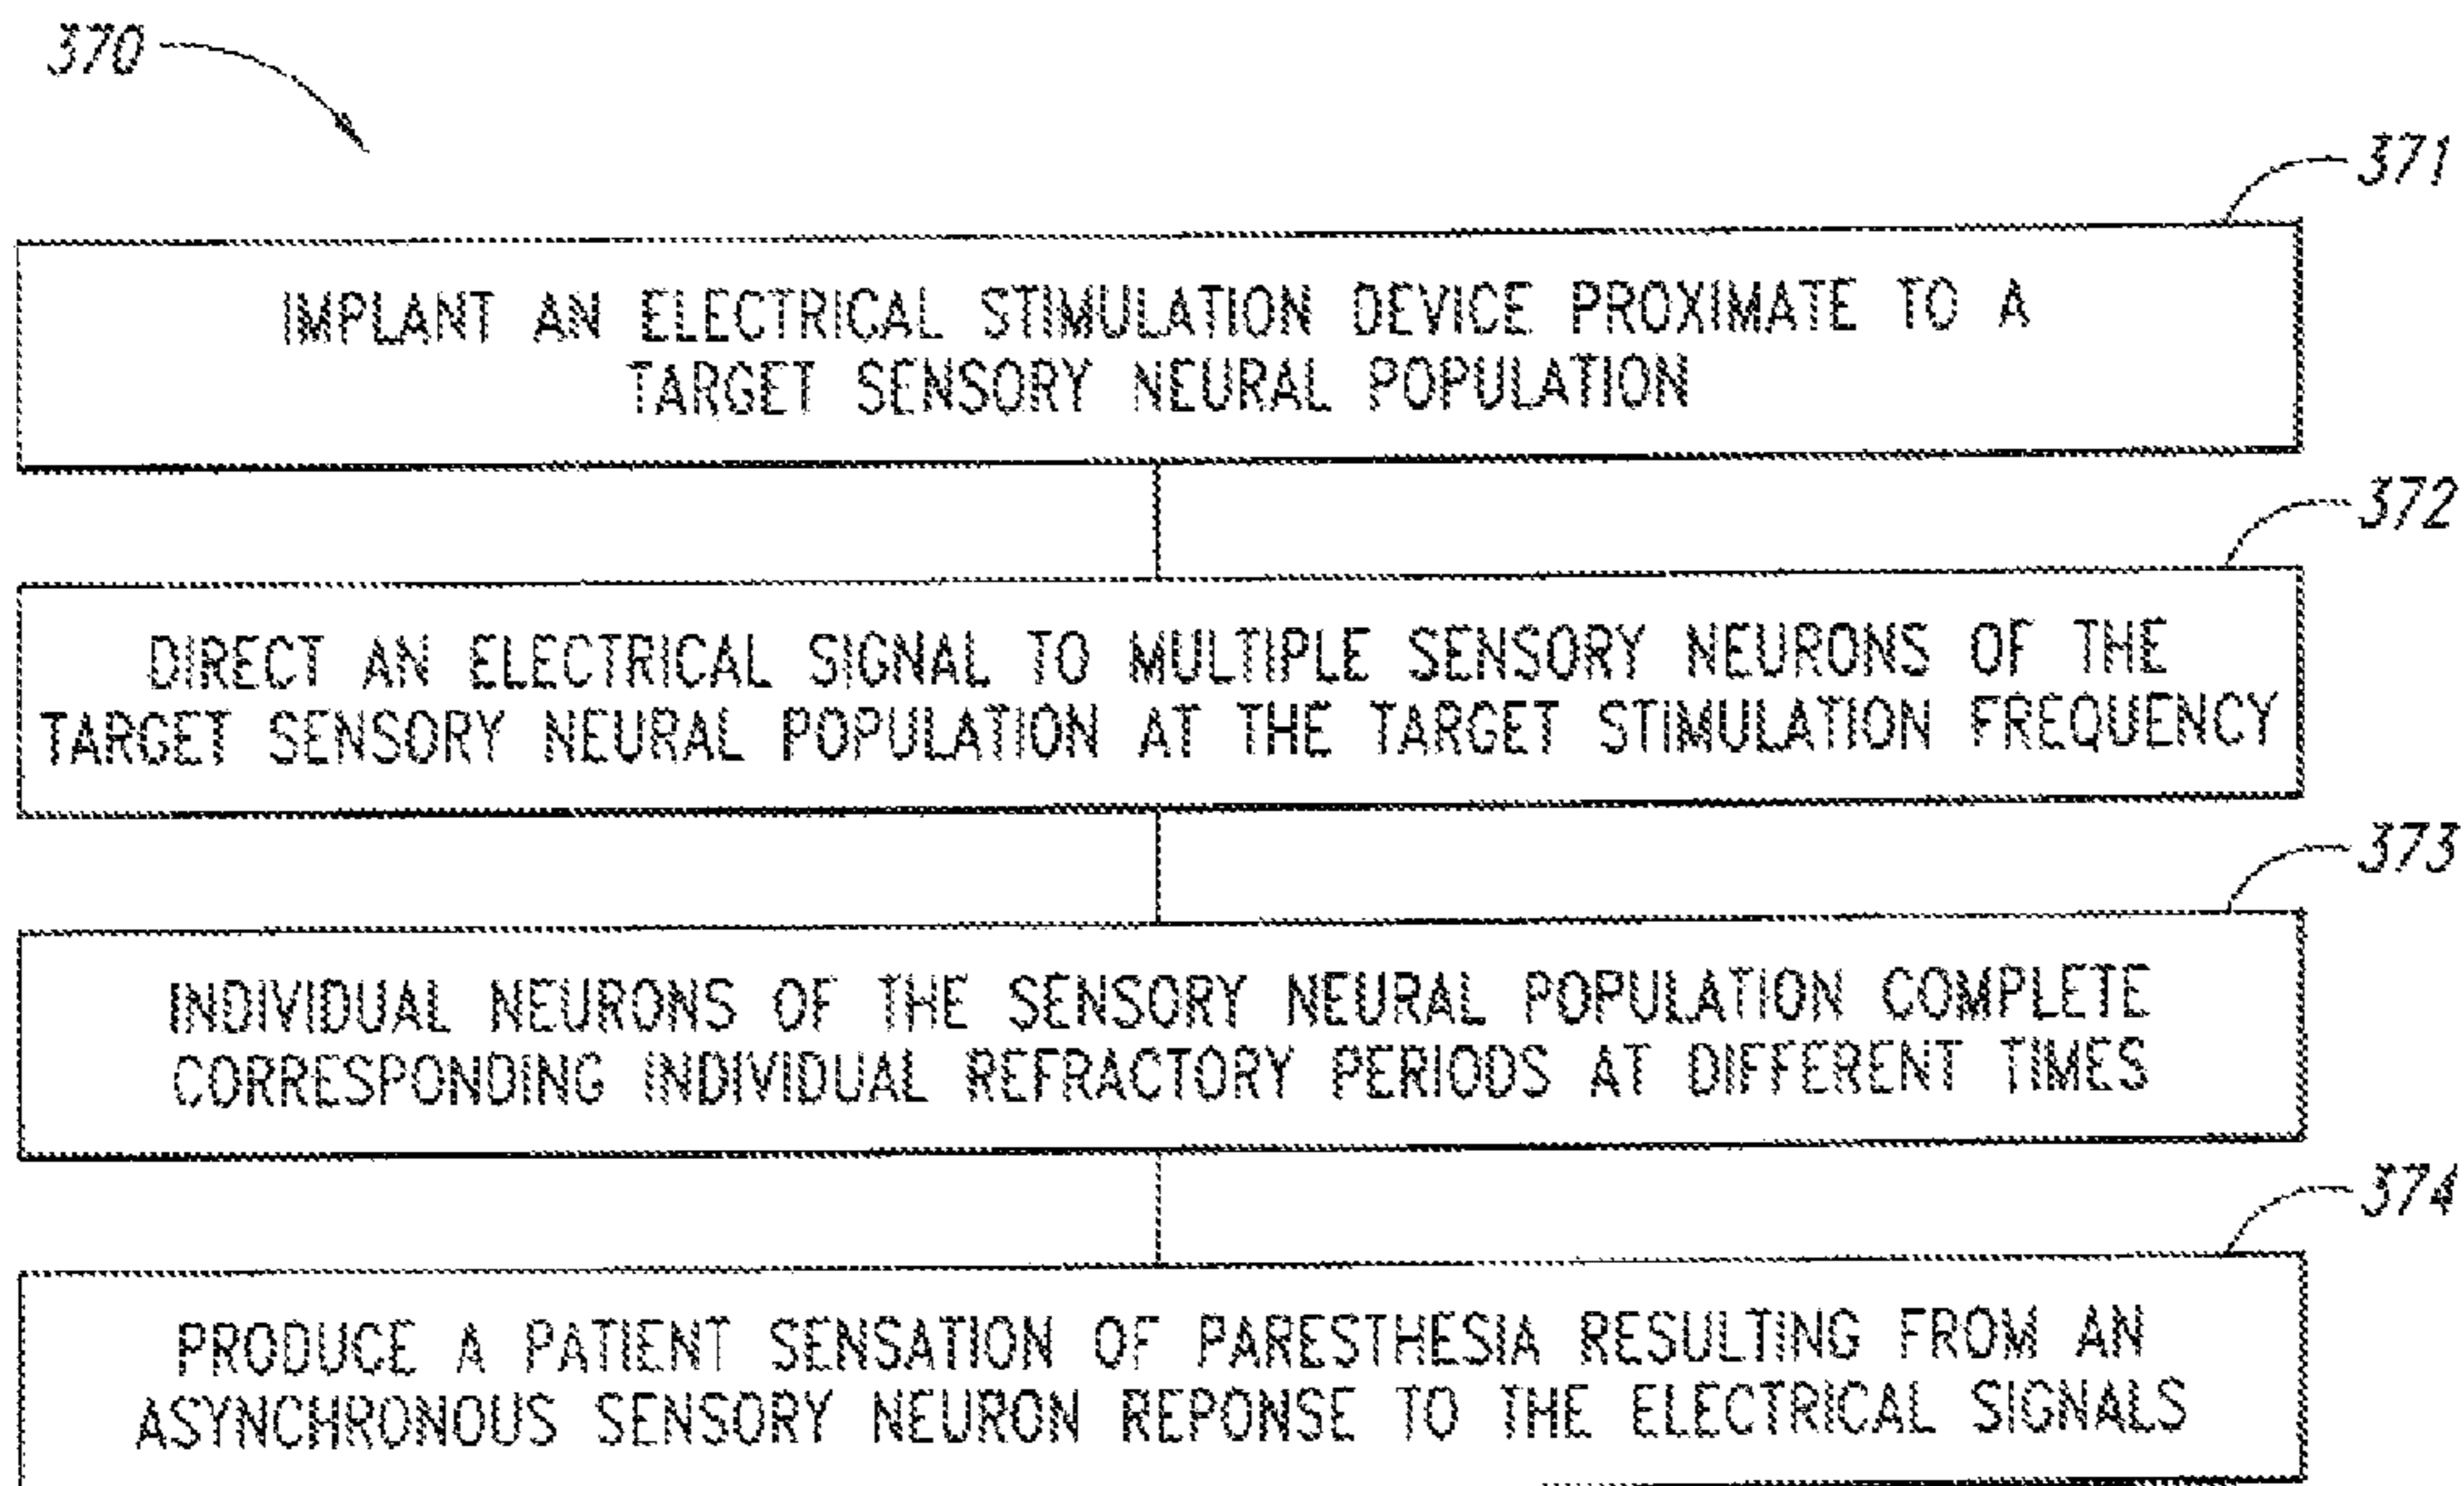 370
371
IMPLANT AN ELECTRICAL STIMULATION DEVICE PROXIMATE TO A
TARGET SENSORY NEURAL POPULATION
372
DIRECT AN ELECTRICAL SIGNAL TO MULTIPLE SENSORY NEURONS OF THE
TARGET SENSORY NEURAL POPULATION AT THE TARGET STIMULATION FREQUENCY
373
INDIVIDUAL NEURONS OF THE SENSORY NEURAL POPULATION COMPLETE
CORRESPONDING INDIVIDUAL REFRACTORY PERIODS AT DIFFERENT TIMES
374
PRODUCE A PATIENT SENSATION OF PARESTHESIA RESULTING FROM AN
ASYNCHRONOUS SENSORY NEURON REPONSE TO THE ELECTRICAL SIGNALS